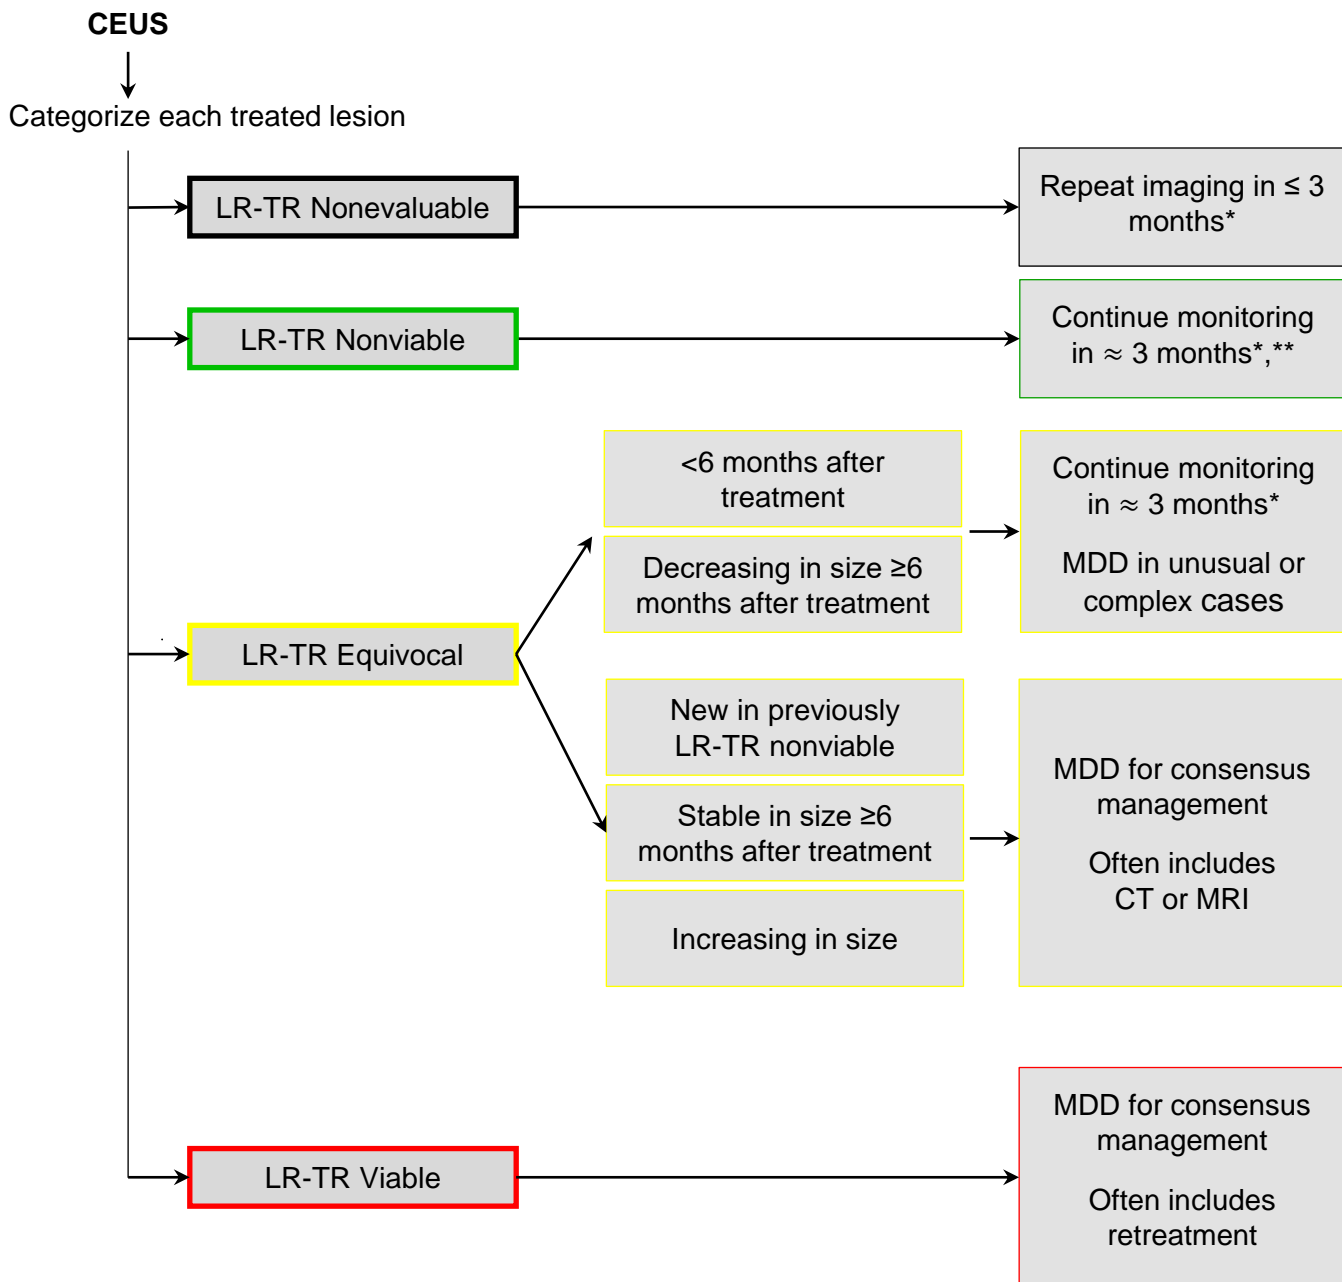 CEUS
Categorize each treated lesion
LR-TR Nonevaluable
Repeat imaging in ≤ 3
months*
LR-TR Nonviable
Continue monitoring
in ≈ 3 months*,**
<6 months after
treatment
Decreasing in size ≥6
months after treatment
Continue monitoring
in ≈ 3 months*
MDD in unusual or
complex cases
LR-TR Equivocal
New in previously
LR-TR nonviable
Stable in size ≥6
months after treatment
Increasing in size
MDD for consensus
management
Often includes
CT or MRI
LR-TR Viable
MDD for consensus
management
Often includes
retreatment